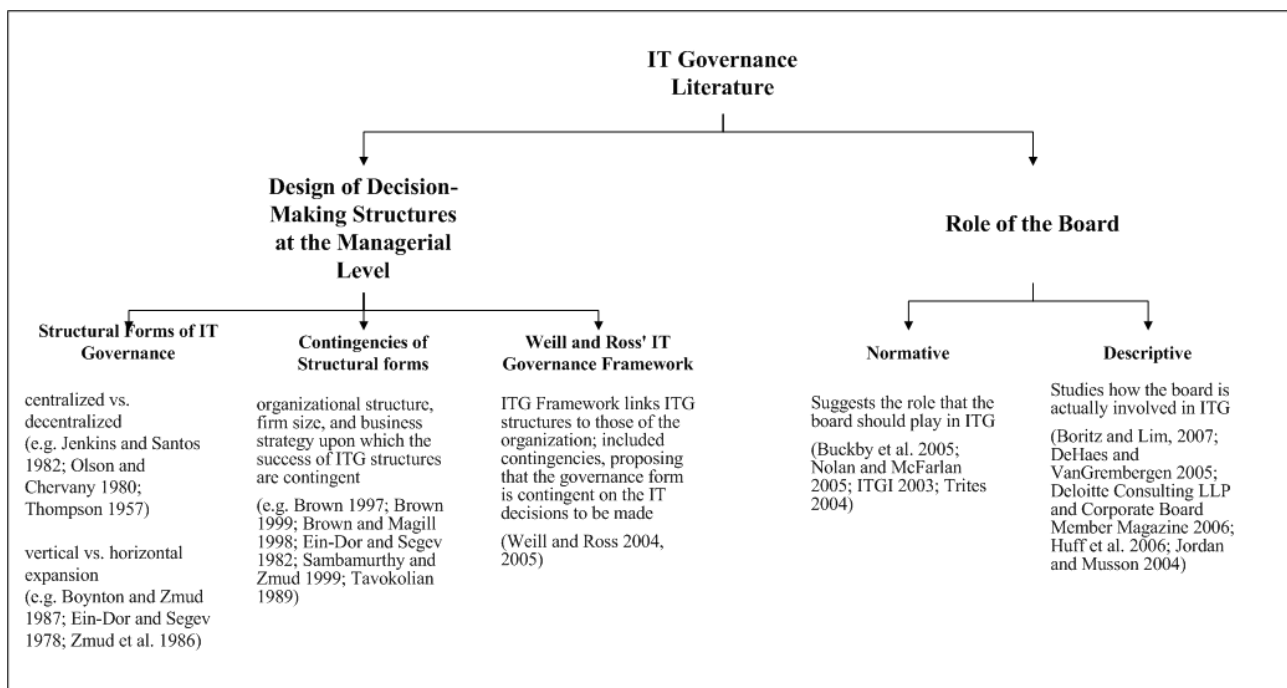 IT Governance
Literature
Design of Decision-
Making Structures
at the Managerial
Level
Role of the Board
Structural Forms of IT
Governance
centralized vs.
decentralized
(e.g. Jenkins and Santos
1982; Olson and
Chervany 1980;
Thompson 1957)
vertical vs. horizontal
expansion
(e.g. Boynton and Zmud
1987; Ein-Dor and Segev
1978; Zmud et al. 1986)
Contingencies of
Structural forms
organizational structure,
firm size, and business
strategy upon which the
success of ITG structures
are contingent
(e.g. Brown 1997; Brown
1999; Brown and Magill
1998; Ein-Dor and Segev
1982; Sambamurthy and
Zmud 1999; Tavokolian
1989)
Weill and Ross' IT
Governance Framework
ITG Framework links ITG
structures to those of the
organization; included
contingencies, proposing
that the governance form
is contingent on the IT
decisions to be made
(Weill and Ross 2004,
2005)
Normative
Suggests the role that the
board should play in ITG
(Buckby et al. 2005;
Nolan and McFarlan
2005; ITGI 2003; Trites
2004)
Descriptive
Studies how the board is
actually involved in ITG
(Boritz and Lim, 2007;
DeHaes and
VanGrembergen 2005;
Deloitte Consulting LLP
and Corporate Board
Member Magazine 2006;
Huff et al. 2006; Jordan
and Musson 2004)